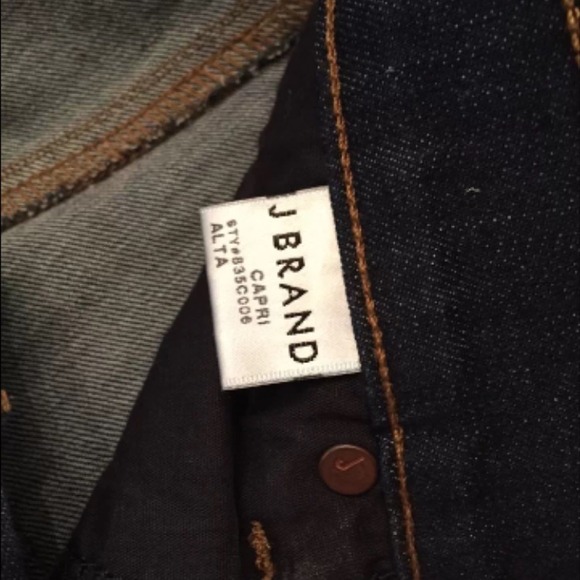 J BRAND
CAPRI
STY#835C006
ALTA
J